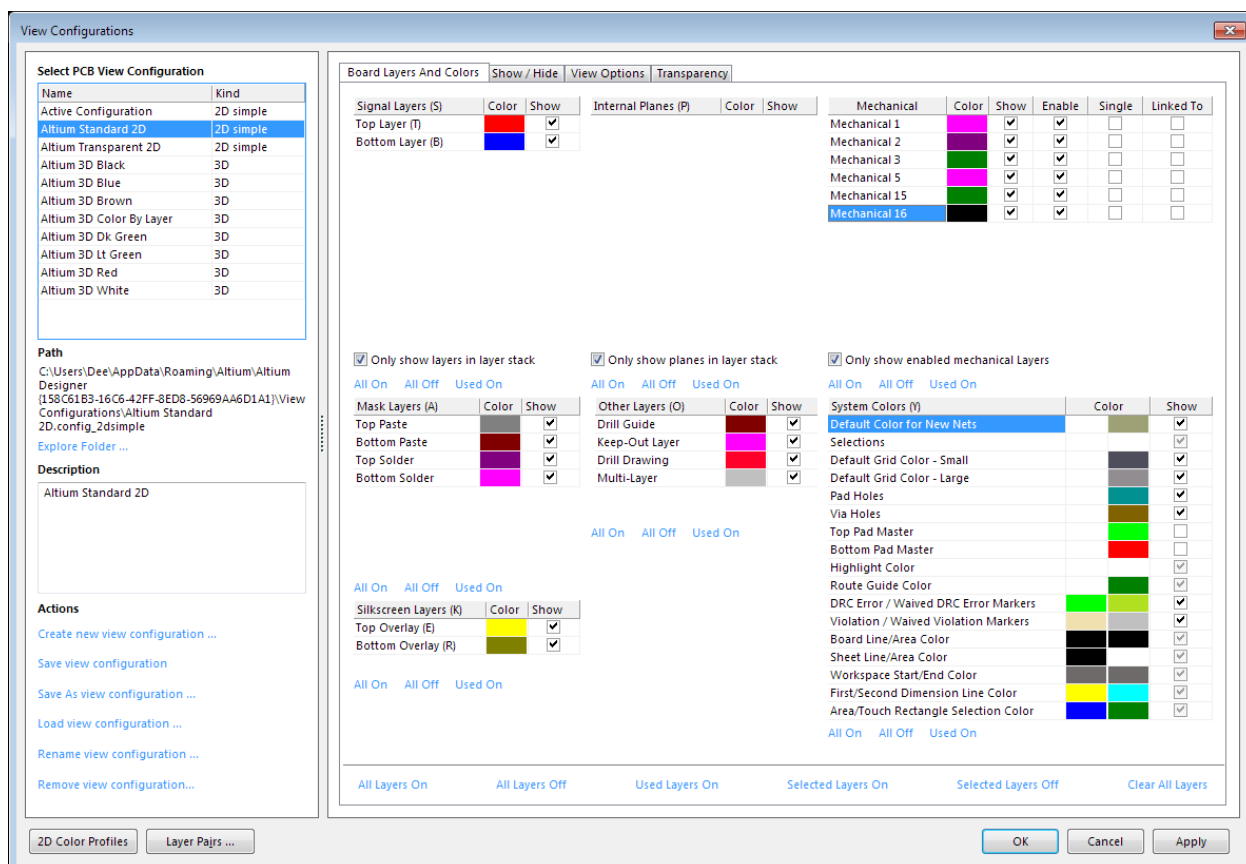 View Configurations
Select PCB View Configuration
Name Kind
Active Configuration 2D simple
Altium Standard 2D 2D simple
Altium Transparent 2D 2D simple
Altium 3D Black 3D
Altium 3D Blue 3D
Altium 3D Brown 3D
Altium 3D Color By Layer 3D
Altium 3D Dk Green 3D
Altium 3D Lt Green 3D
Altium 3D Red 3D
Altium 3D White 3D
Path
C:\Users\Dee\AppData\Roaming\Altium\Altium
Designer
{158C61B3-16C6-42FF-8ED8-56969AA6D1A1}\View
Configurations\Altium Standard
2D.config_2dsimple
Explore Folder ...
Description
Altium Standard 2D
Actions
Create new view configuration ...
Save view configuration
Save As view configuration ...
Load view configuration ...
Rename view configuration ...
Remove view configuration...
Board Layers And Colors Show / Hide View Options Transparency
Signal Layers (S) Color Show
Top Layer (T)
Bottom Layer (B)
Only show layers in layer stack
All On All Off Used On
Internal Planes (P) Color Show
Only show planes in layer stack
All On All Off Used On
Mechanical Color Show Enable Single Linked To
Mechanical 1
Mechanical 2
Mechanical 3
Mechanical 5
Mechanical 15
Mechanical 16
Only show enabled mechanical Layers
All On All Off Used On
Mask Layers (A) Color Show
Top Paste
Bottom Paste
Top Solder
Bottom Solder
All On All Off Used On
Other Layers (O) Color Show
Drill Guide
Keep-Out Layer
Drill Drawing
Multi-Layer
All On All Off Used On
System Colors (Y) Color Show
Default Color for New Nets
Selections
Default Grid Color - Small
Default Grid Color - Large
Pad Holes
Via Holes
Top Pad Master
Bottom Pad Master
Highlight Color
Route Guide Color
DRC Error / Waived DRC Error Markers
Violation / Waived Violation Markers
Board Line/Area Color
Sheet Line/Area Color
Workspace Start/End Color
First/Second Dimension Line Color
Area/Touch Rectangle Selection Color
All On All Off Used On
Silkscreen Layers (K) Color Show
Top Overlay (E)
Bottom Overlay (R)
All On All Off Used On
All Layers On All Layers Off Used Layers On Selected Layers On Selected Layers Off Clear All Layers
2D Color Profiles Layer Pairs ... OK Cancel Apply